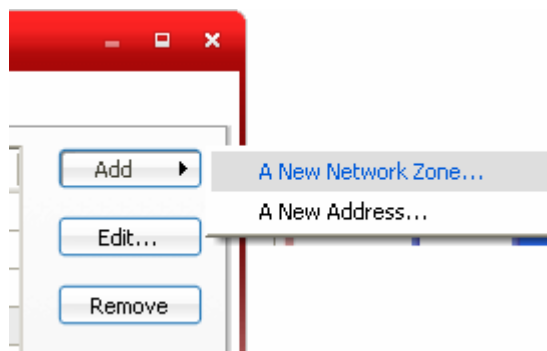 Add
A New Network Zone...
A New Address...
Edit...
Remove